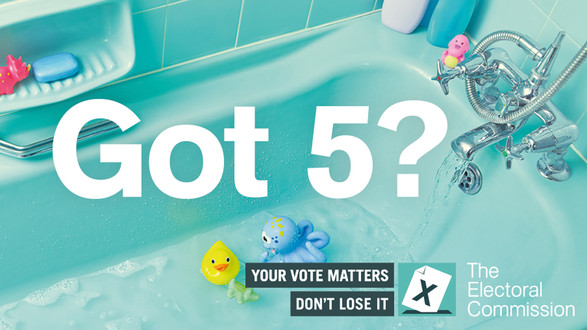 Got 5?
YOUR VOTE MATTERS
DON'T LOSE IT
X
The
Electoral
Commission